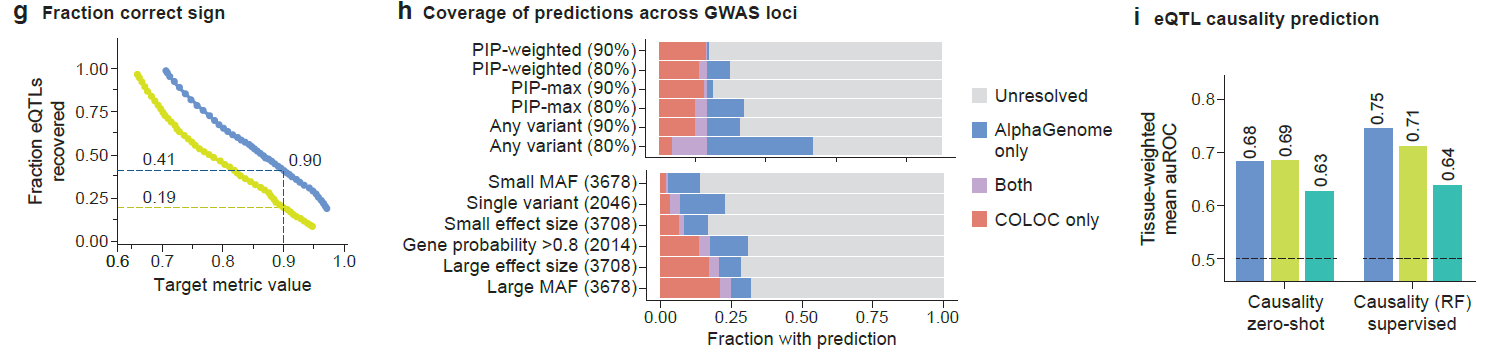 g Fraction correct sign
Fraction eQTLs
recovered
1.00
0.75
0.50
0.25
0.00
0.41
0.90
0.19
0.6
0.7
0.8
0.9
1.0
Target metric value
h Coverage of predictions across GWAS loci
PIP-weighted (90%)
PIP-weighted (80%)
PIP-max (90%)
PIP-max (80%)
Any variant (90%)
Any variant (80%)
Small MAF (3678)
Single variant (2046)
Small effect size (3708)
Gene probability >0.8 (2014)
Large effect size (3708)
Large MAF (3678)
0.00
0.25
0.50
0.75
1.00
Fraction with prediction
Unresolved
AlphaGenome
only
Both
COLOC only
i eQTL causality prediction
Tissue-weighted
mean auROC
0.8
0.7
0.6
0.5
0.68
0.69
0.63
0.75
0.71
0.64
Causality
zero-shot
Causality (RF)
supervised